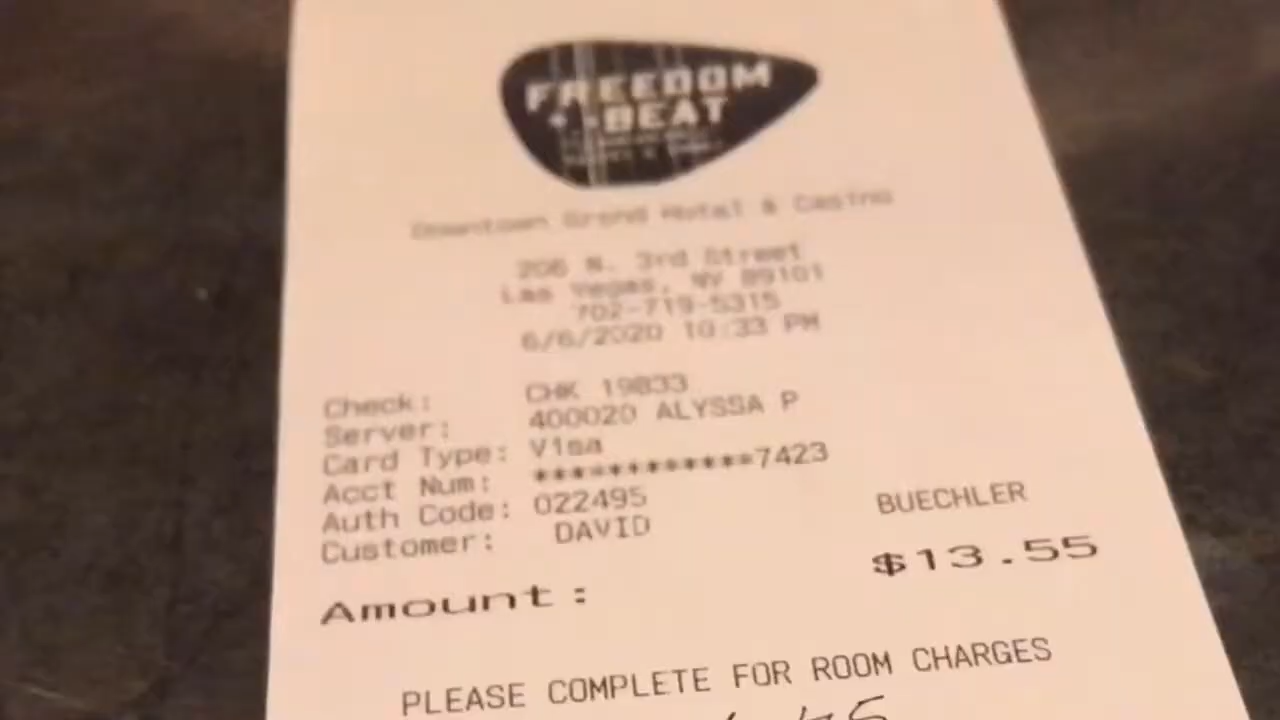 FREEDOM
BEAT
Downtown Grand Hotel & Casino
206 N. 3rd Street
Las Vegas, NV 89101
702-719-5315
6/6/2020 10:33 PM
Check: CHK 19833
Server: 400020 ALYSSA P
Card Type: Visa
Acct Num: ************7423
Auth Code: 022495
Customer: DAVID BUECHLER
Amount: $13.55
PLEASE COMPLETE FOR ROOM CHARGES